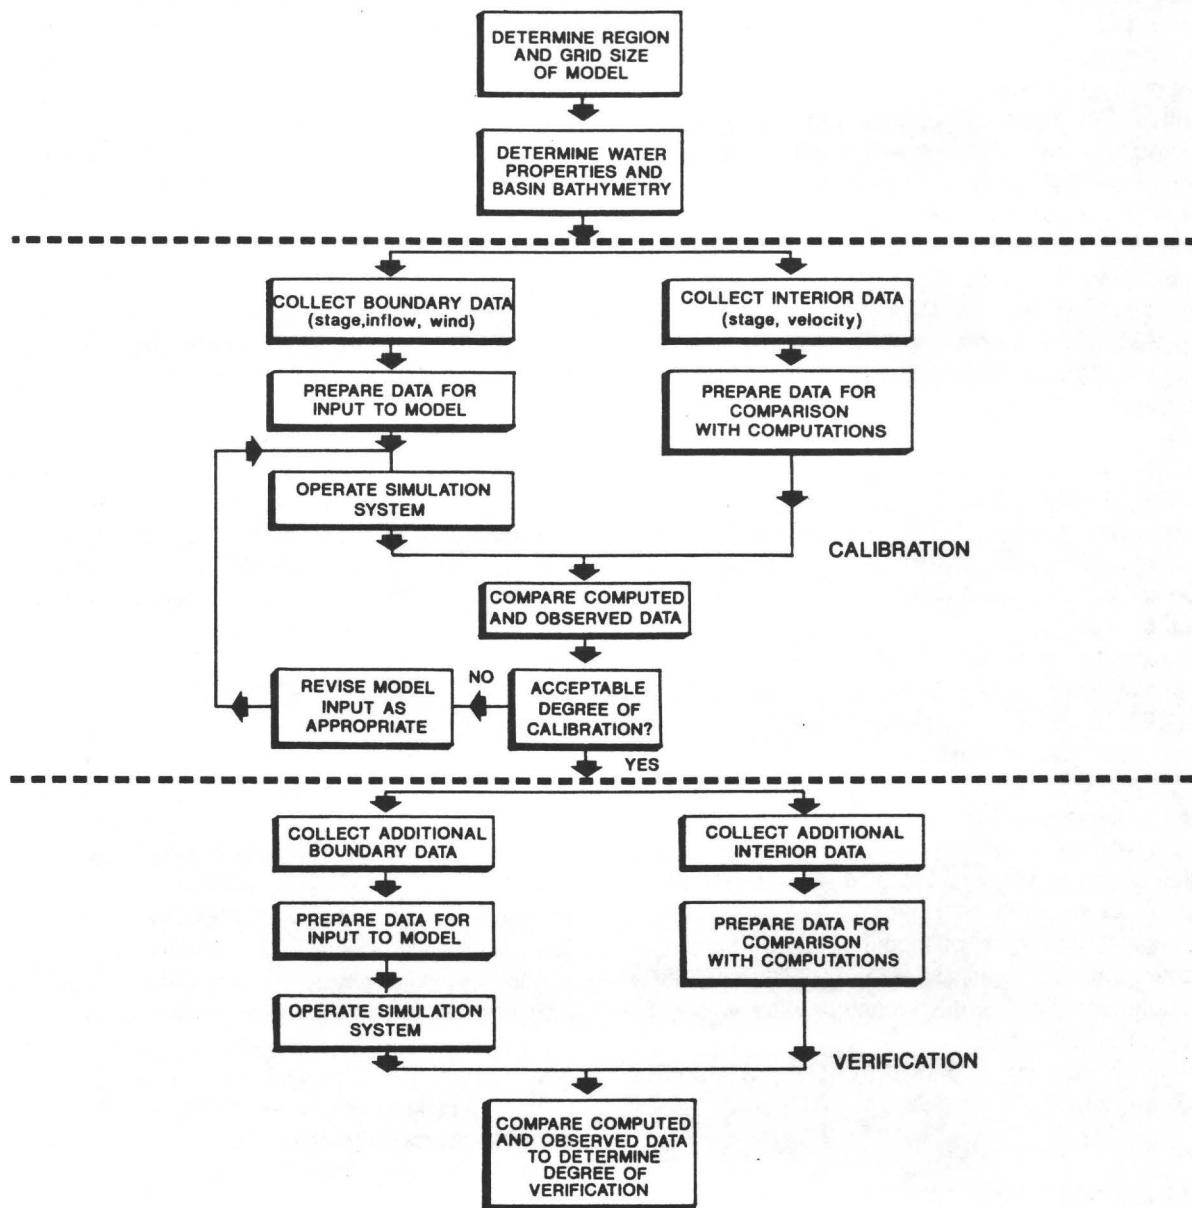 DETERMINE REGION
AND GRID SIZE
OF MODEL
DETERMINE WATER
PROPERTIES AND
BASIN BATHYMETRY
COLLECT BOUNDARY DATA
(stage,inflow, wind)
COLLECT INTERIOR DATA
(stage, velocity)
PREPARE DATA FOR
INPUT TO MODEL
PREPARE DATA FOR
COMPARISON
WITH COMPUTATIONS
OPERATE SIMULATION
SYSTEM
CALIBRATION
COMPARE COMPUTED
AND OBSERVED DATA
REVISE MODEL
INPUT AS
APPROPRIATE
NO
ACCEPTABLE
DEGREE OF
CALIBRATION?
YES
COLLECT ADDITIONAL
BOUNDARY DATA
COLLECT ADDITIONAL
INTERIOR DATA
PREPARE DATA FOR
INPUT TO MODEL
PREPARE DATA FOR
COMPARISON
WITH COMPUTATIONS
OPERATE SIMULATION
SYSTEM
VERIFICATION
COMPARE COMPUTED
AND OBSERVED DATA
TO DETERMINE
DEGREE OF
VERIFICATION